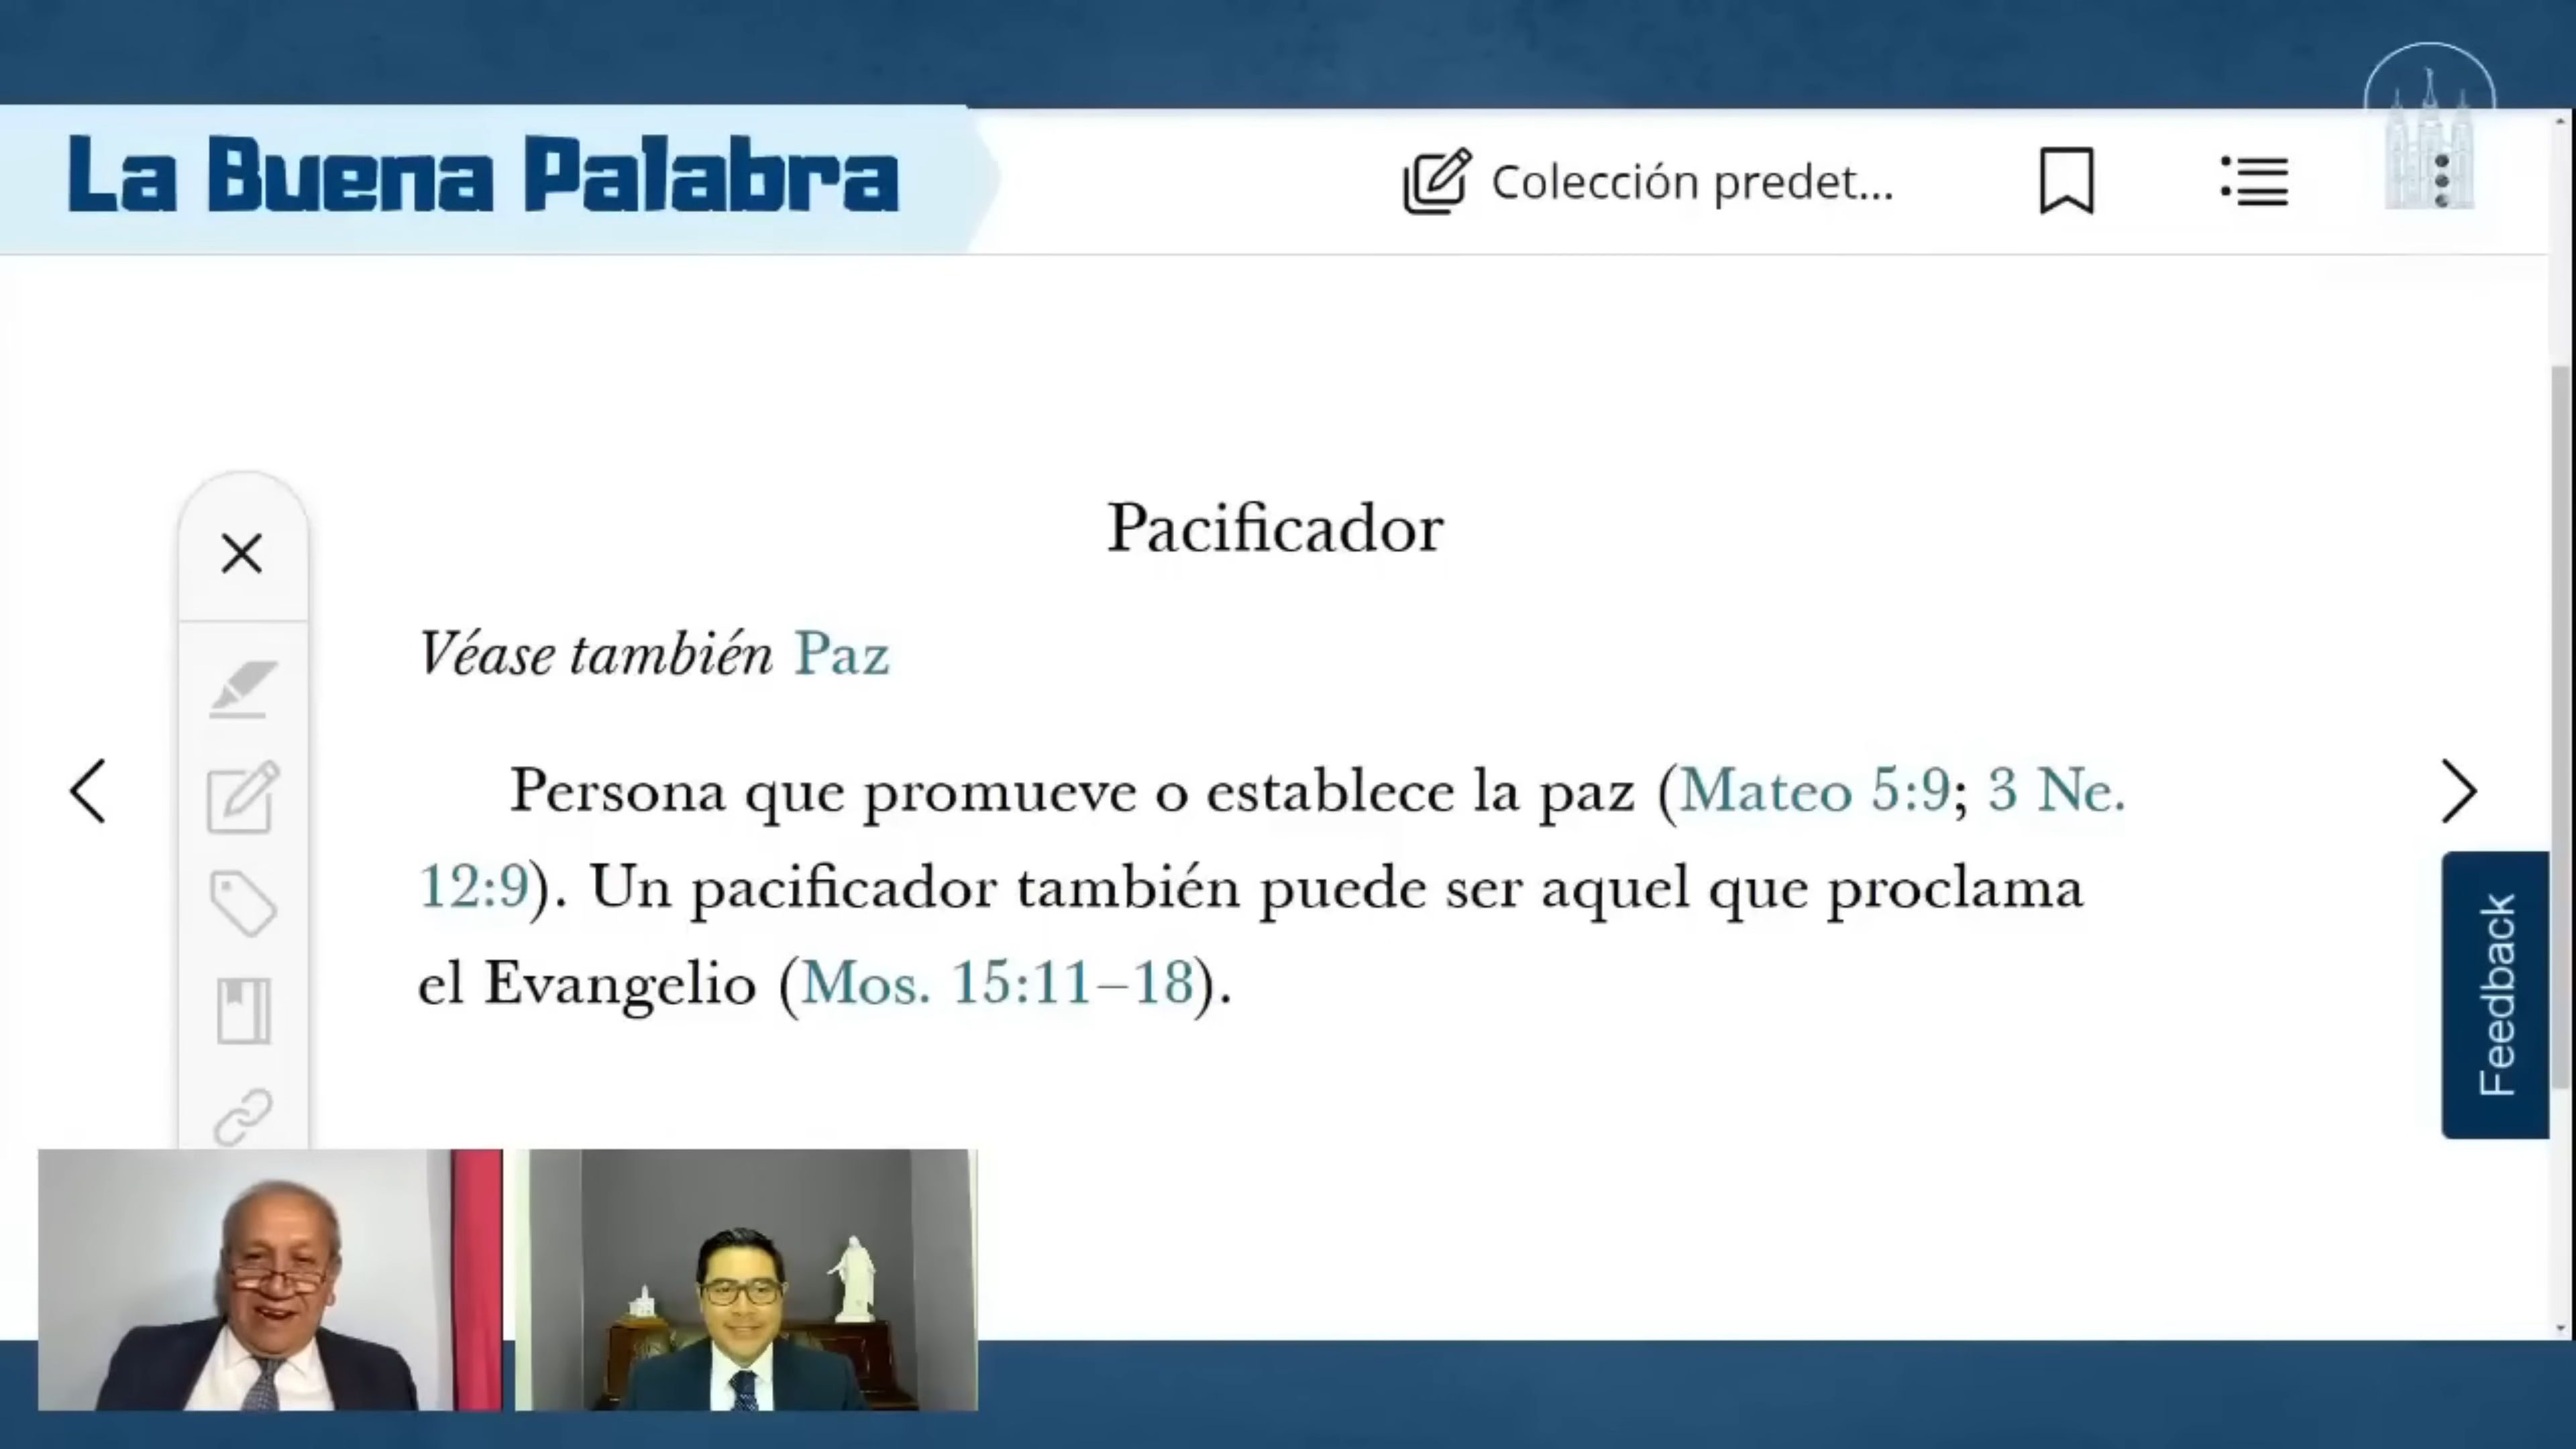 La Buena Palabra
Colección predet...
Pacificador
Véase también Paz
Persona que promueve o establece la paz (Mateo 5:9; 3 Ne.
12:9). Un pacificador también puede ser aquel que proclama
el Evangelio (Mos. 15:11–18).
Feedback